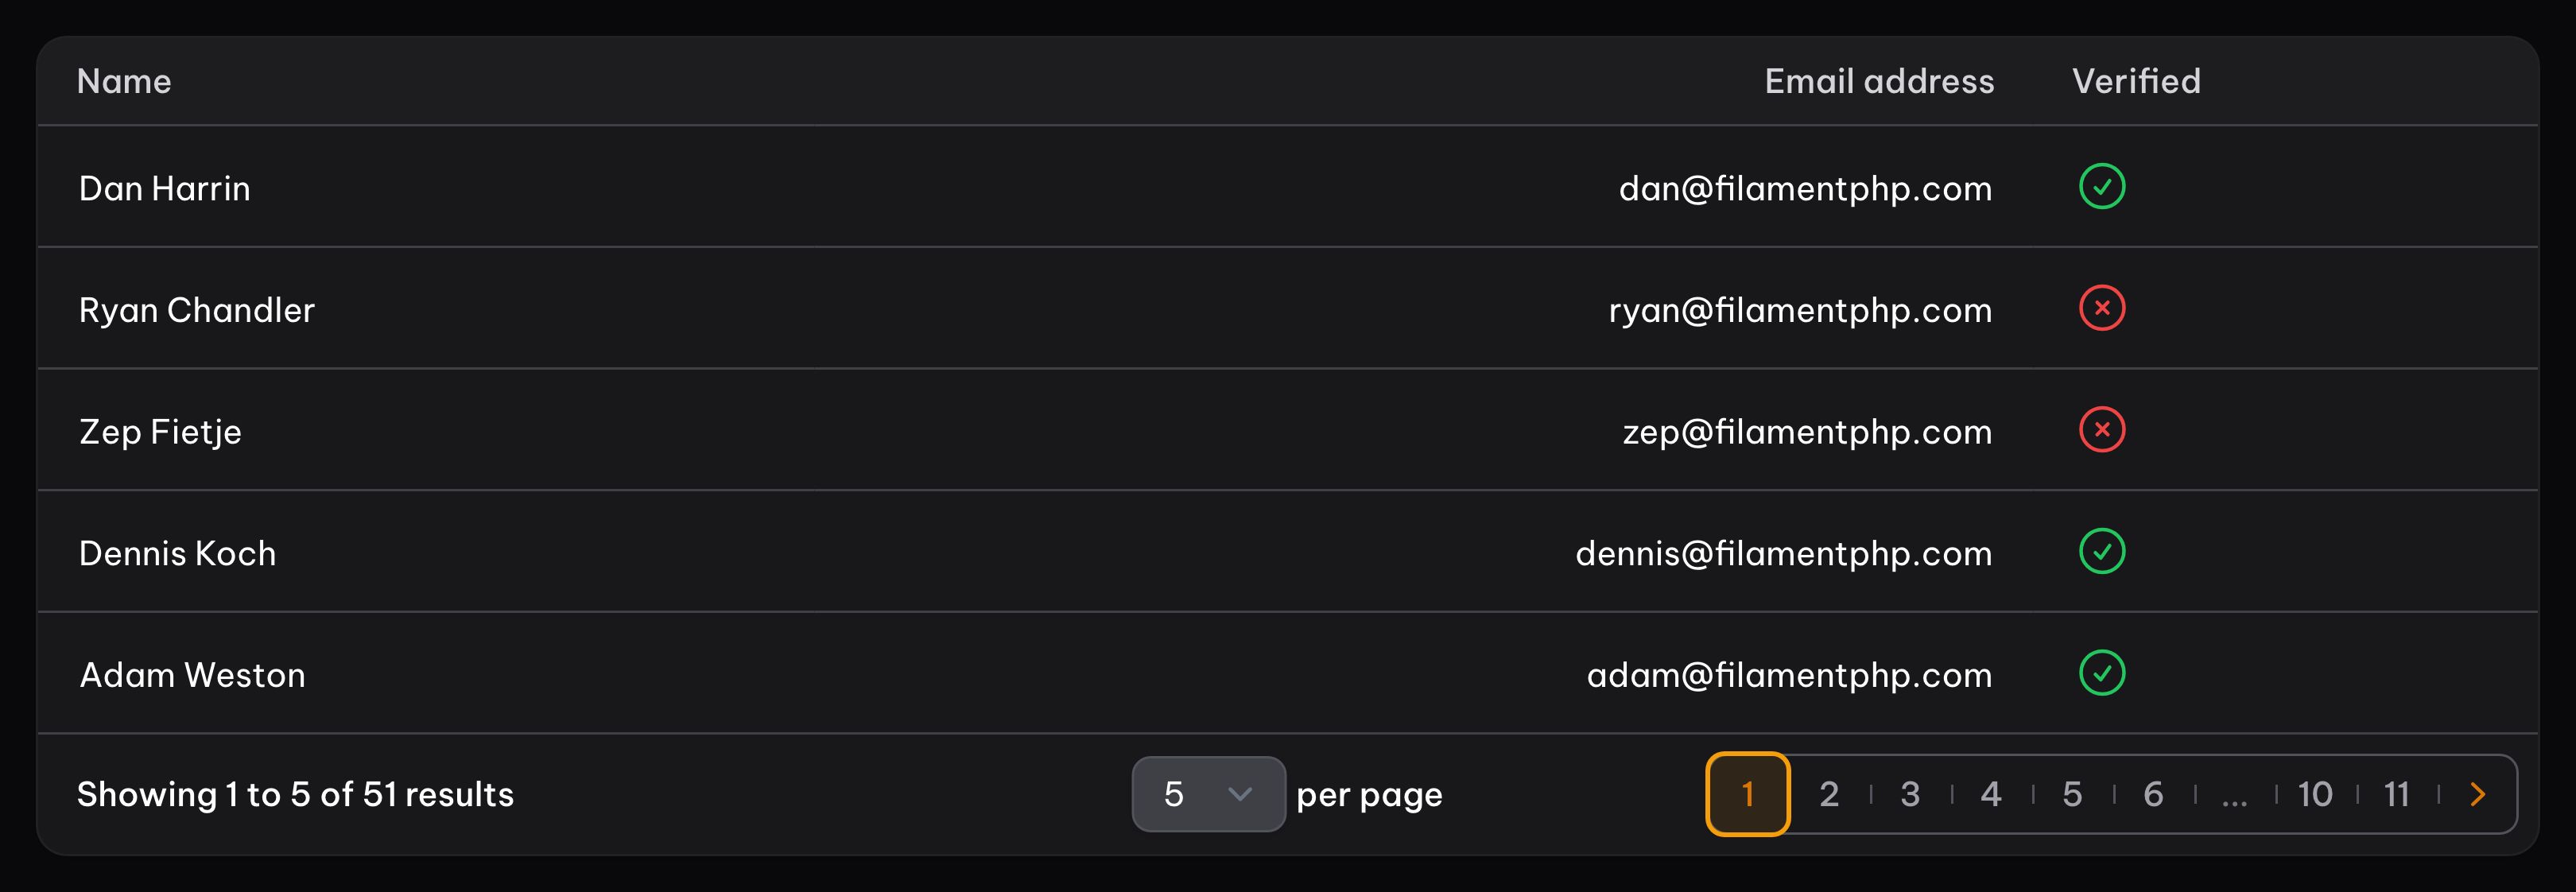 Name Email address Verified
Dan Harrin dan@filamentphp.com
Ryan Chandler ryan@filamentphp.com
Zep Fietje zep@filamentphp.com
Dennis Koch dennis@filamentphp.com
Adam Weston adam@filamentphp.com
Showing 1 to 5 of 51 results 5 per page 1 2 3 4 5 6 ... 10 11